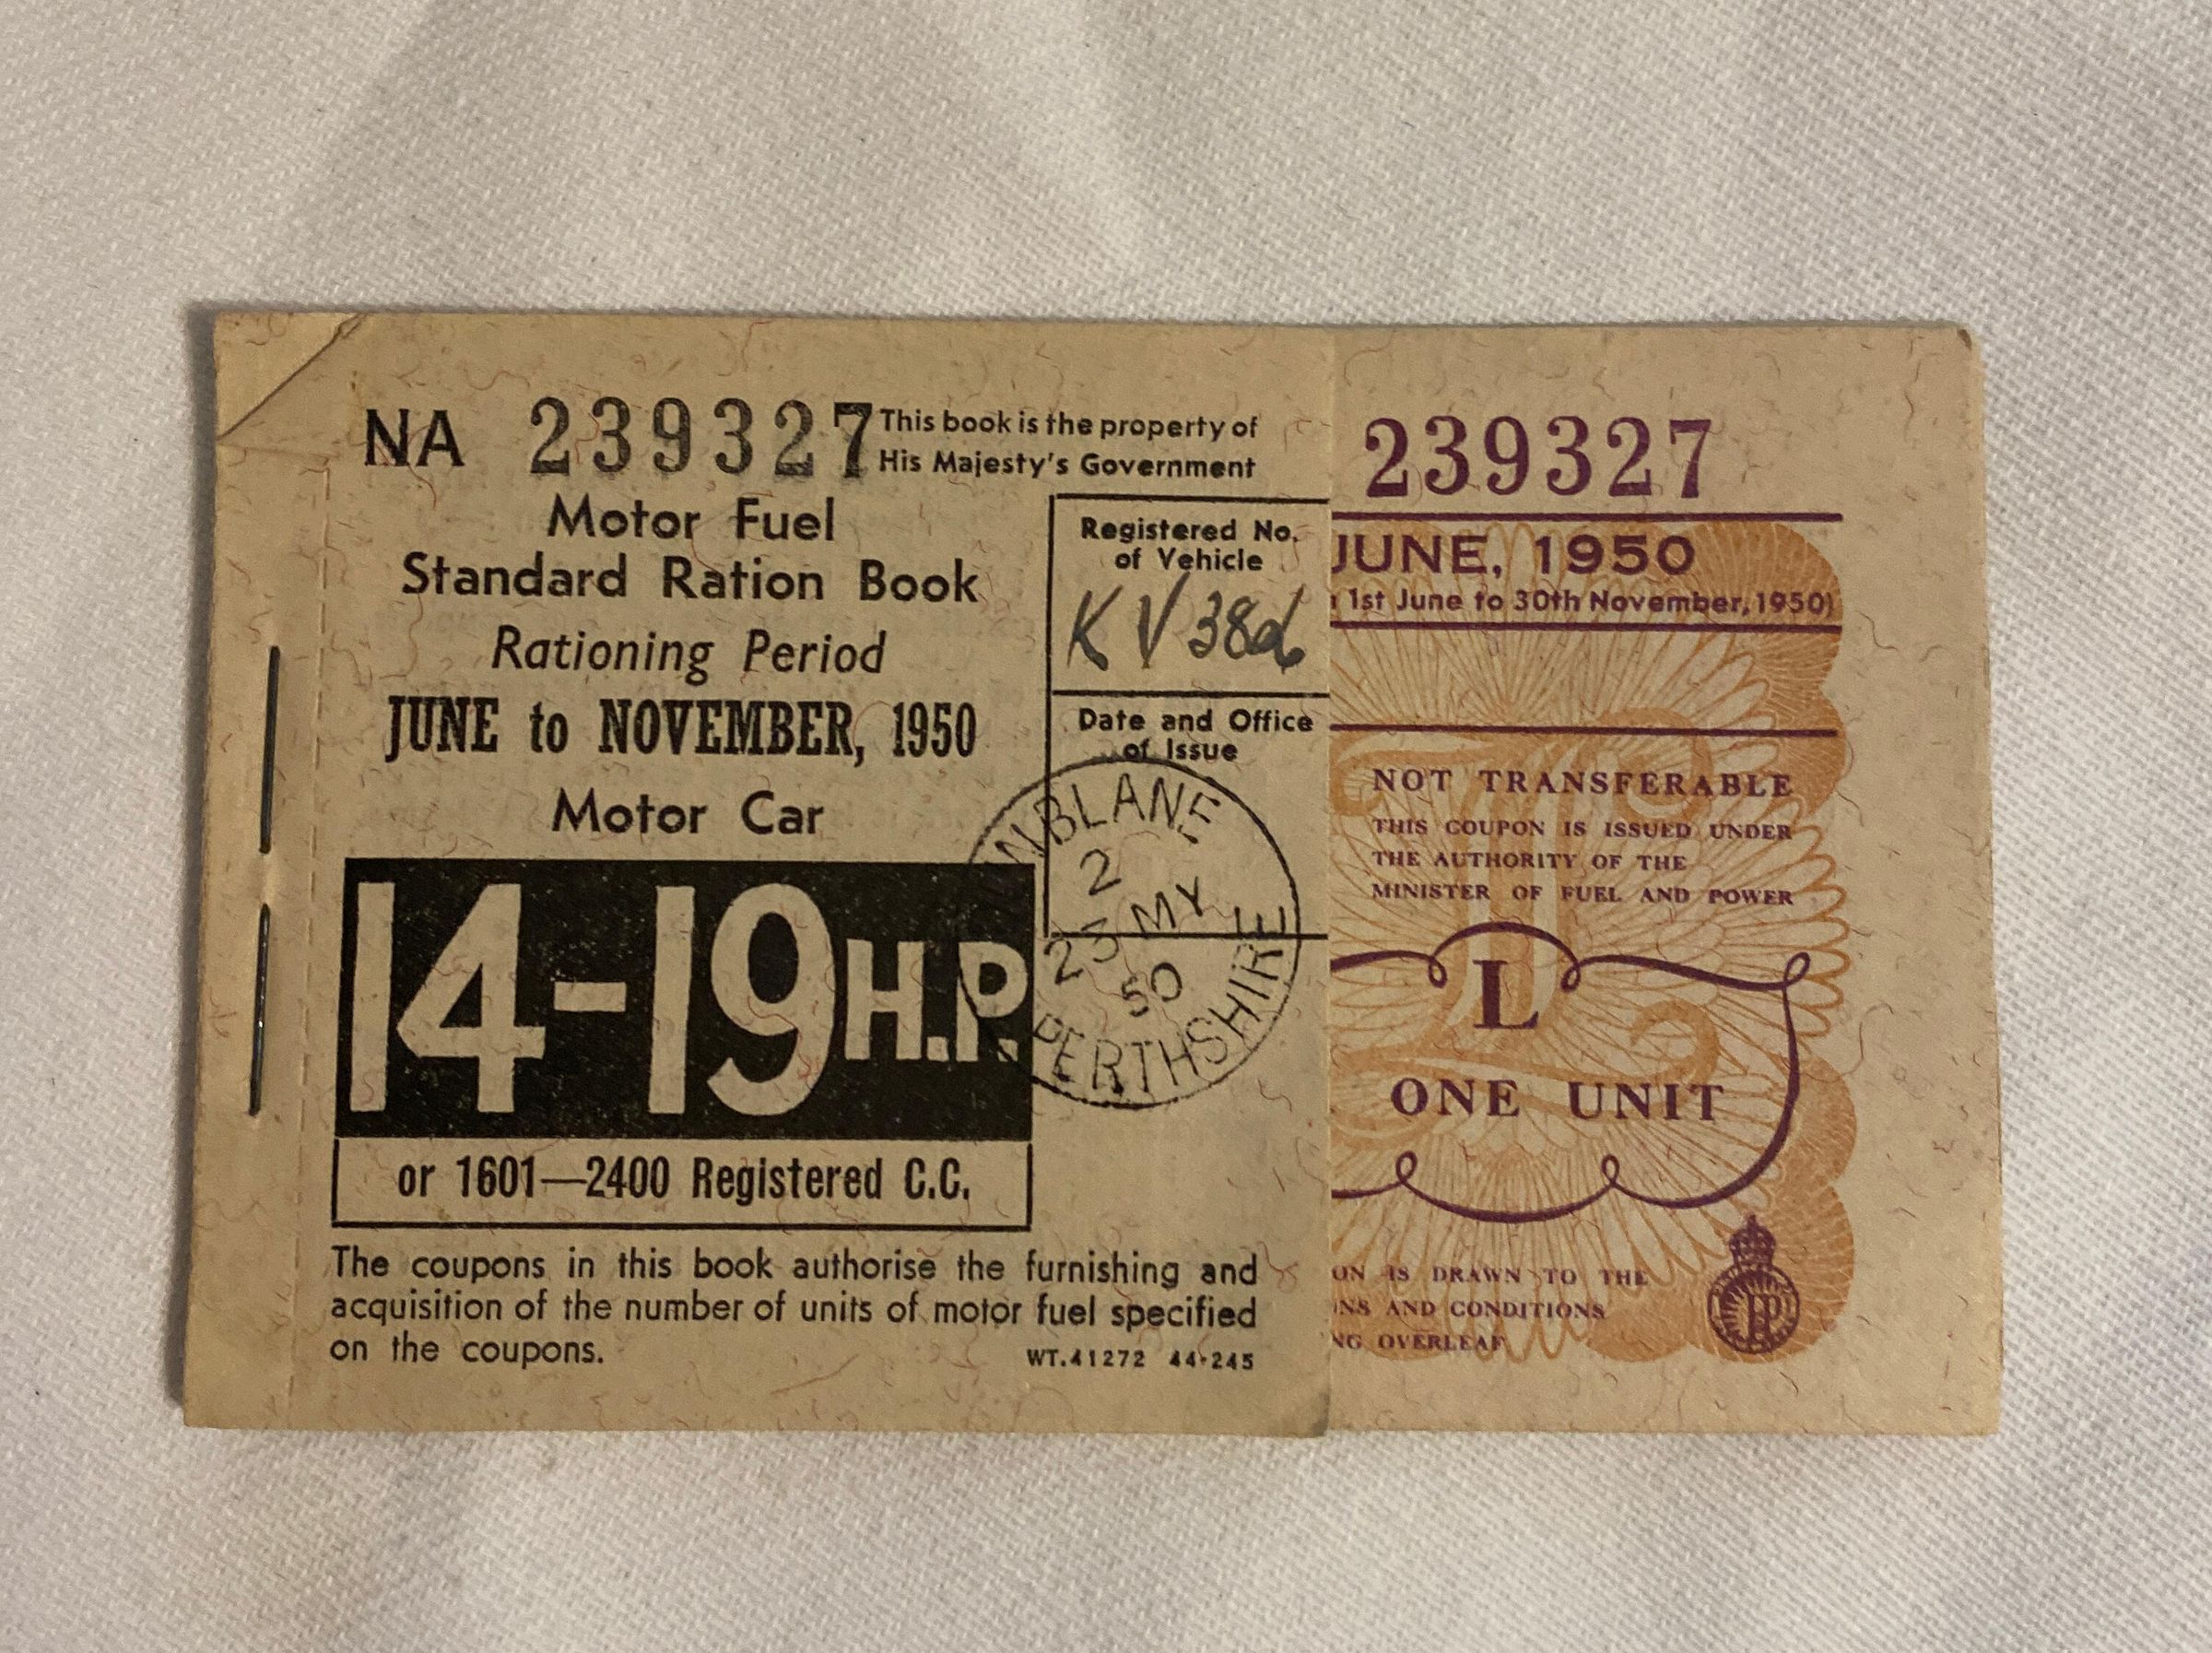 NA 239327
This book is the property of
His Majesty's Government
Motor Fuel
Standard Ration Book
Rationing Period
JUNE to NOVEMBER, 1950
Motor Car
14-19 H.P.
or 1601—2400 Registered C.C.
The coupons in this book authorise the furnishing and
acquisition of the number of units of motor fuel specified
on the coupons.
WT.41272 44-245
Registered No.
of Vehicle
KV
Date and Office
of Issue
2
23 MY
50
PERTHSHIRE
239327
JUNE, 1950
1st June to 30th November, 1950)
NOT TRANSFERABLE
THIS COUPON IS ISSUED UNDER
THE AUTHORITY OF THE
MINISTER OF FUEL AND POWER
L
ONE UNIT
IS DRAWN TO THE
AND CONDITIONS
OVERLEAF